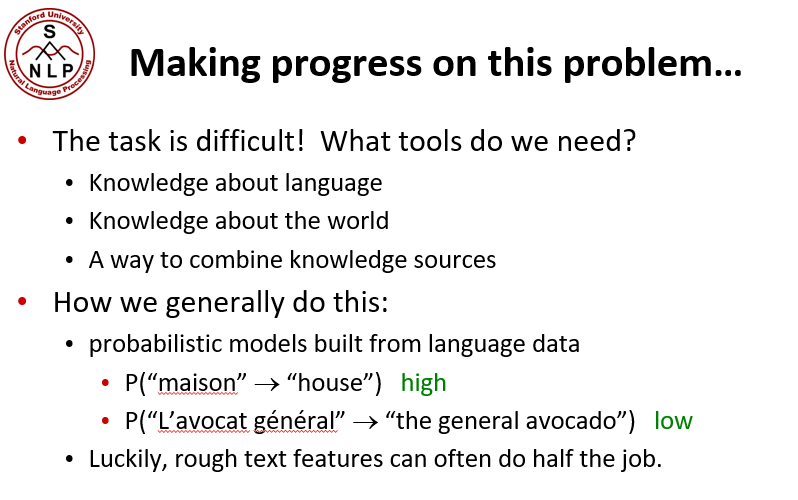 Stanford University
S
NLP
Natural Language Processing
Making progress on this problem…
• The task is difficult!  What tools do we need?
• Knowledge about language
• Knowledge about the world
• A way to combine knowledge sources
• How we generally do this:
• probabilistic models built from language data
• P(“maison” → “house”)   high
• P(“L’avocat général” → “the general avocado”)   low
• Luckily, rough text features can often do half the job.